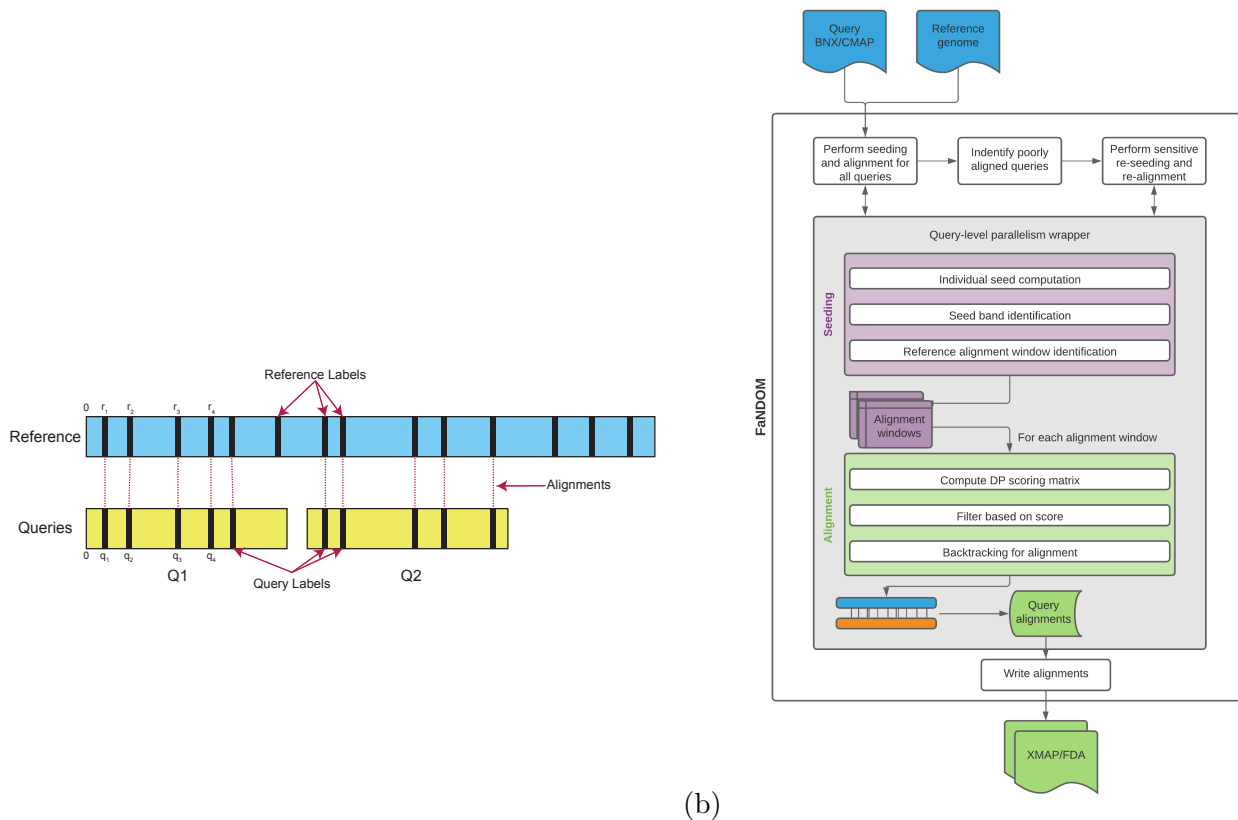 Reference Labels
0 r₁ r₂ r₃ r₄
Reference
Alignments
Queries
0 q₁ q₂ q₃ q₄
Query Labels
Q1
Q2
(b)
Query
BNX/CMAP
Reference
genome
FaNDOM
Perform seeding
and alignment for
all queries
Indentify poorly
aligned queries
Perform sensitive
re-seeding and
re-alignment
Query-level parallelism wrapper
Seeding
Individual seed computation
Seed band identification
Reference alignment window identification
Alignment
windows
For each alignment window
Alignment
Compute DP scoring matrix
Filter based on score
Backtracking for alignment
Query
alignments
Write alignments
XMAP/FDA